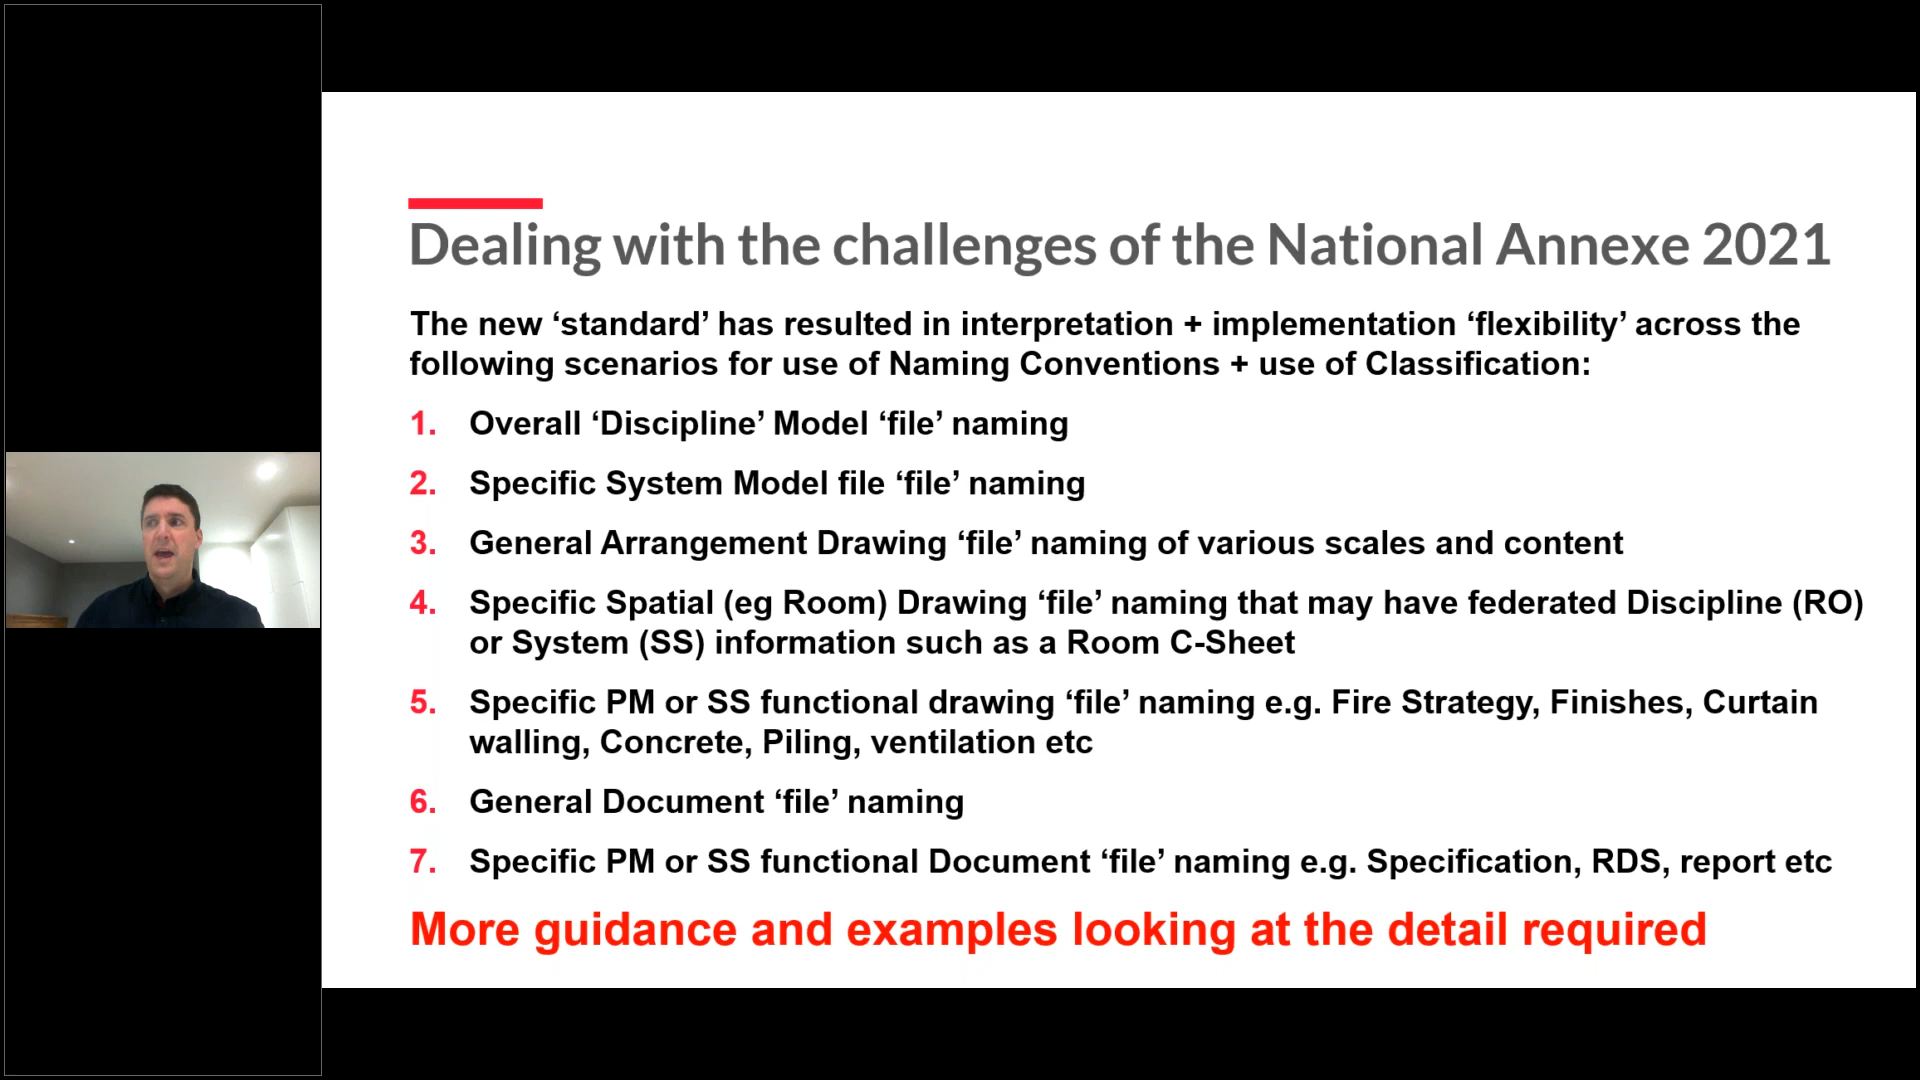 Dealing with the challenges of the National Annexe 2021
The new ‘standard’ has resulted in interpretation + implementation ‘flexibility’ across the
following scenarios for use of Naming Conventions + use of Classification:
1. Overall ‘Discipline’ Model ‘file’ naming
2. Specific System Model file ‘file’ naming
3. General Arrangement Drawing ‘file’ naming of various scales and content
4. Specific Spatial (eg Room) Drawing ‘file’ naming that may have federated Discipline (RO)
or System (SS) information such as a Room C-Sheet
5. Specific PM or SS functional drawing ‘file’ naming e.g. Fire Strategy, Finishes, Curtain
walling, Concrete, Piling, ventilation etc
6. General Document ‘file’ naming
7. Specific PM or SS functional Document ‘file’ naming e.g. Specification, RDS, report etc
More guidance and examples looking at the detail required